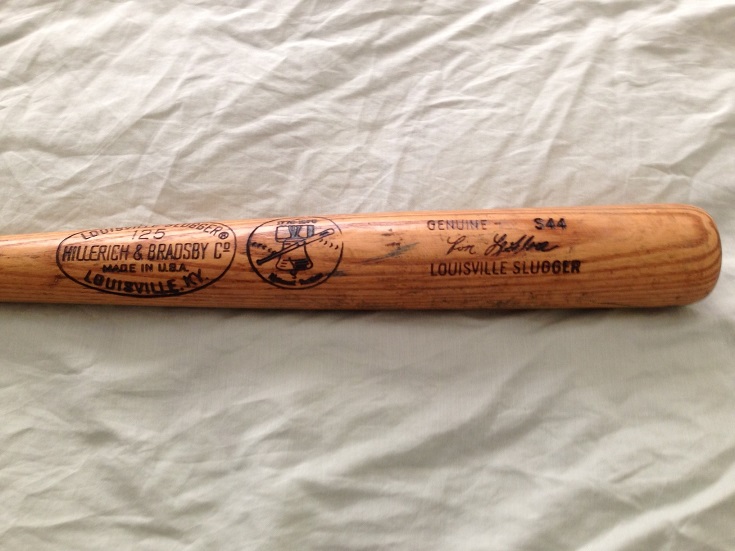 LOUISVILLE SLUGGER®
125
HILLERICH & BRADSBY Cº
MADE IN U.S.A.
LOUISVILLE, KY.
GENUINE - S44
LOUISVILLE SLUGGER